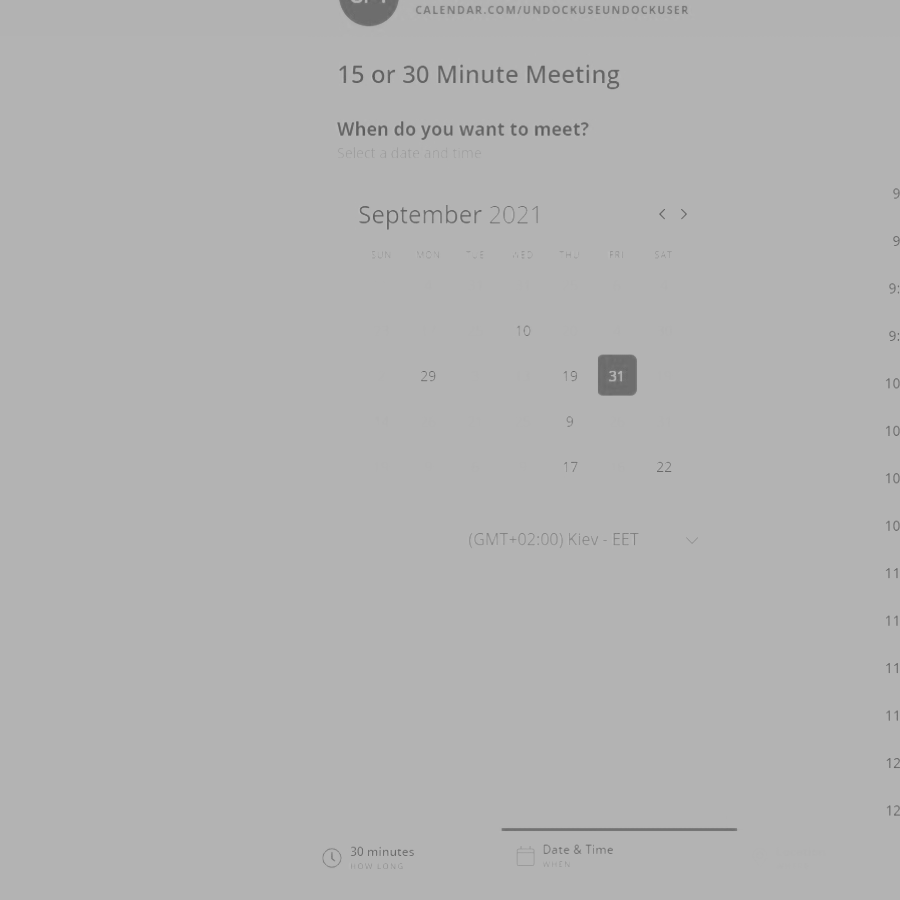 CALENDAR.COM/UNDOCKUSEUNDOCKUSER
15 or 30 Minute Meeting
When do you want to meet?
Select a date and time
September 2021
SUN MON TUE WED THU FRI SAT
10
29 19 31
9
17 22
(GMT+02:00) Kiev - EET
9
9
9:
9:
10
10
10
10
11
11
11
11
12
12
30 minutes
HOW LONG
Date & Time
WHEN